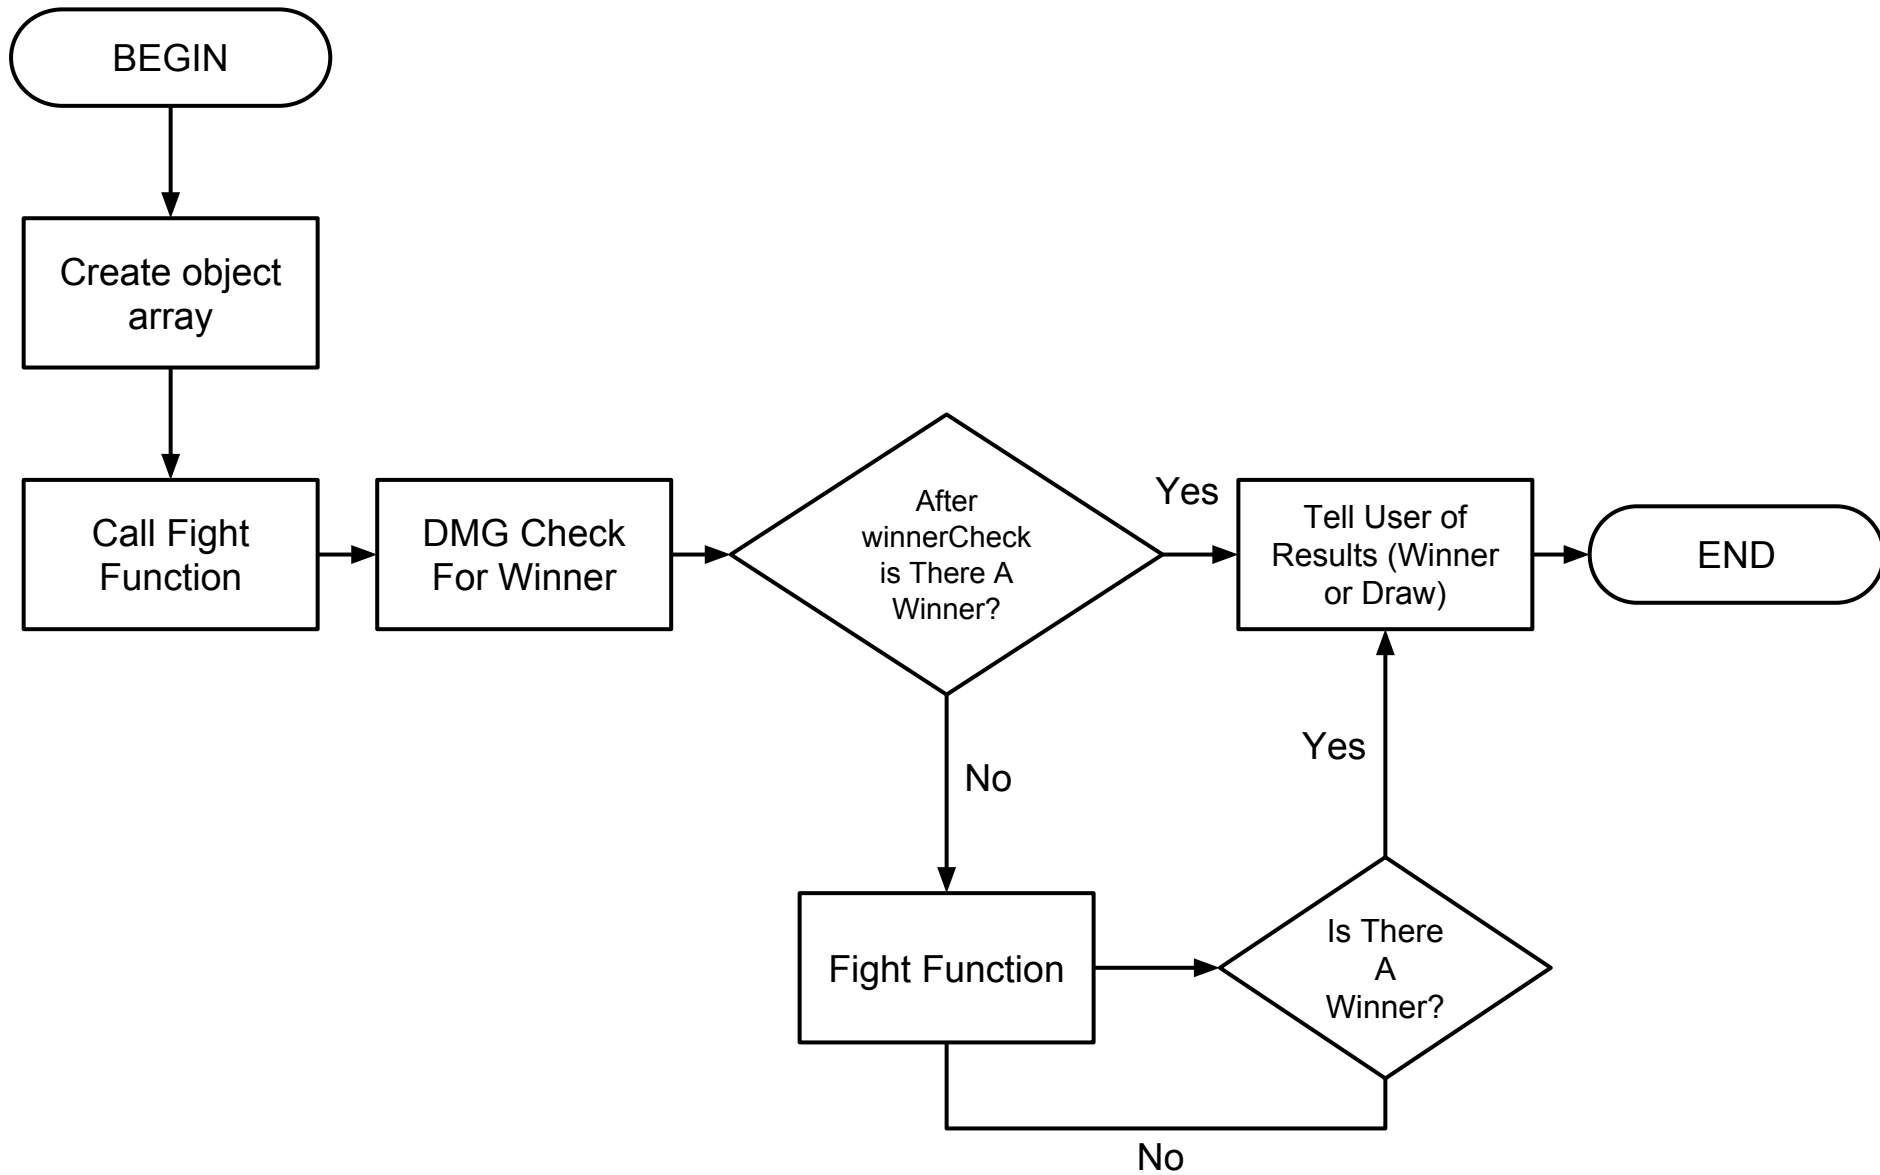 BEGIN
Create object
array
Call Fight
Function
DMG Check
For Winner
After
winnerCheck
is There A
Winner?
Yes
Tell User of
Results (Winner
or Draw)
END
No
Yes
Fight Function
Is There
A
Winner?
No